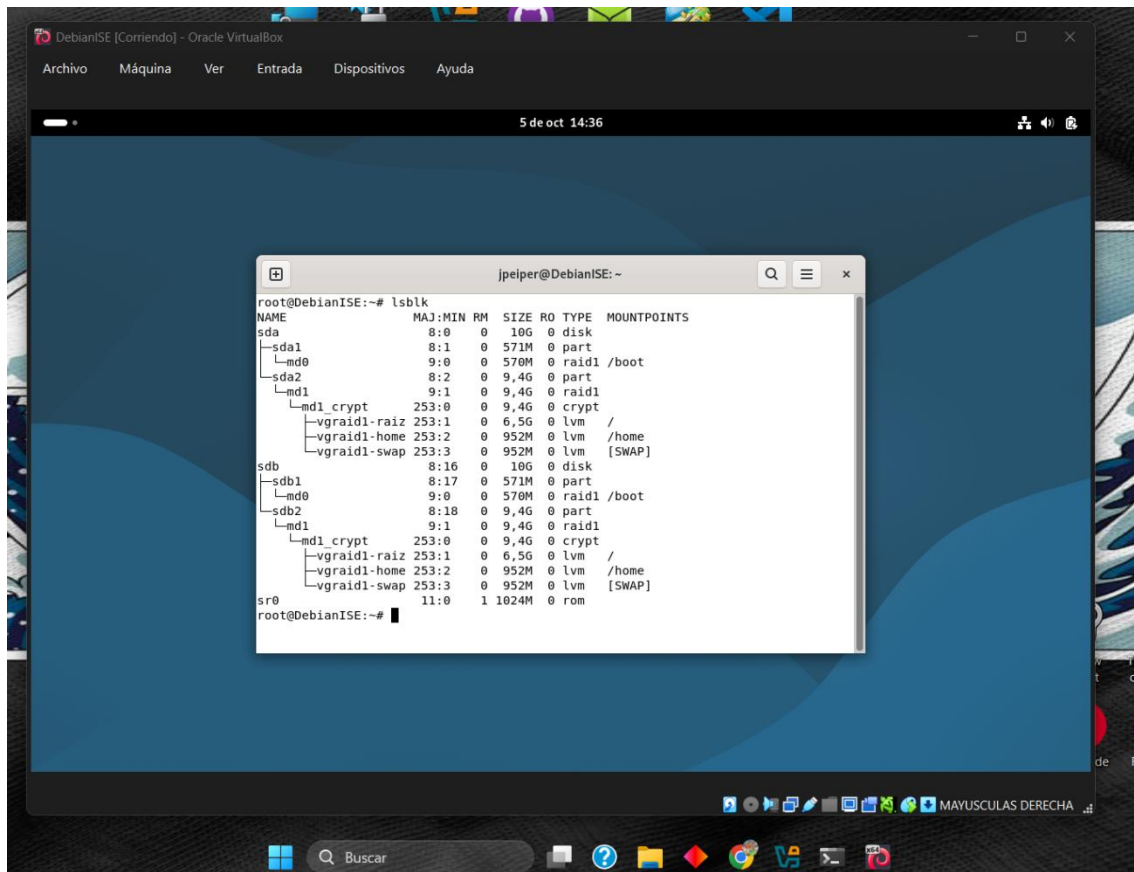 DebianISE [Corriendo] - Oracle VirtualBox
Archivo Máquina Ver Entrada Dispositivos Ayuda
5 de oct 14:36
jpeiper@DebianISE: ~
root@DebianISE:~# lsblk
NAME MAJ:MIN RM SIZE RO TYPE MOUNTPOINTS
sda 8:0 0 10G 0 disk
├─sda1 8:1 0 571M 0 part
│ └─md0 9:0 0 570M 0 raid1 /boot
└─sda2 8:2 0 9,4G 0 part
└─md1 9:1 0 9,4G 0 raid1
└─md1_crypt 253:0 0 9,4G 0 crypt
├─vgraid1-raiz 253:1 0 6,5G 0 lvm /
├─vgraid1-home 253:2 0 952M 0 lvm /home
└─vgraid1-swap 253:3 0 952M 0 lvm [SWAP]
sdb 8:16 0 10G 0 disk
├─sdb1 8:17 0 571M 0 part
│ └─md0 9:0 0 570M 0 raid1 /boot
└─sdb2 8:18 0 9,4G 0 part
└─md1 9:1 0 9,4G 0 raid1
└─md1_crypt 253:0 0 9,4G 0 crypt
├─vgraid1-raiz 253:1 0 6,5G 0 lvm /
├─vgraid1-home 253:2 0 952M 0 lvm /home
└─vgraid1-swap 253:3 0 952M 0 lvm [SWAP]
sr0 11:0 1 1024M 0 rom
root@DebianISE:~#
de
MAYUSCULAS DERECHA
Buscar